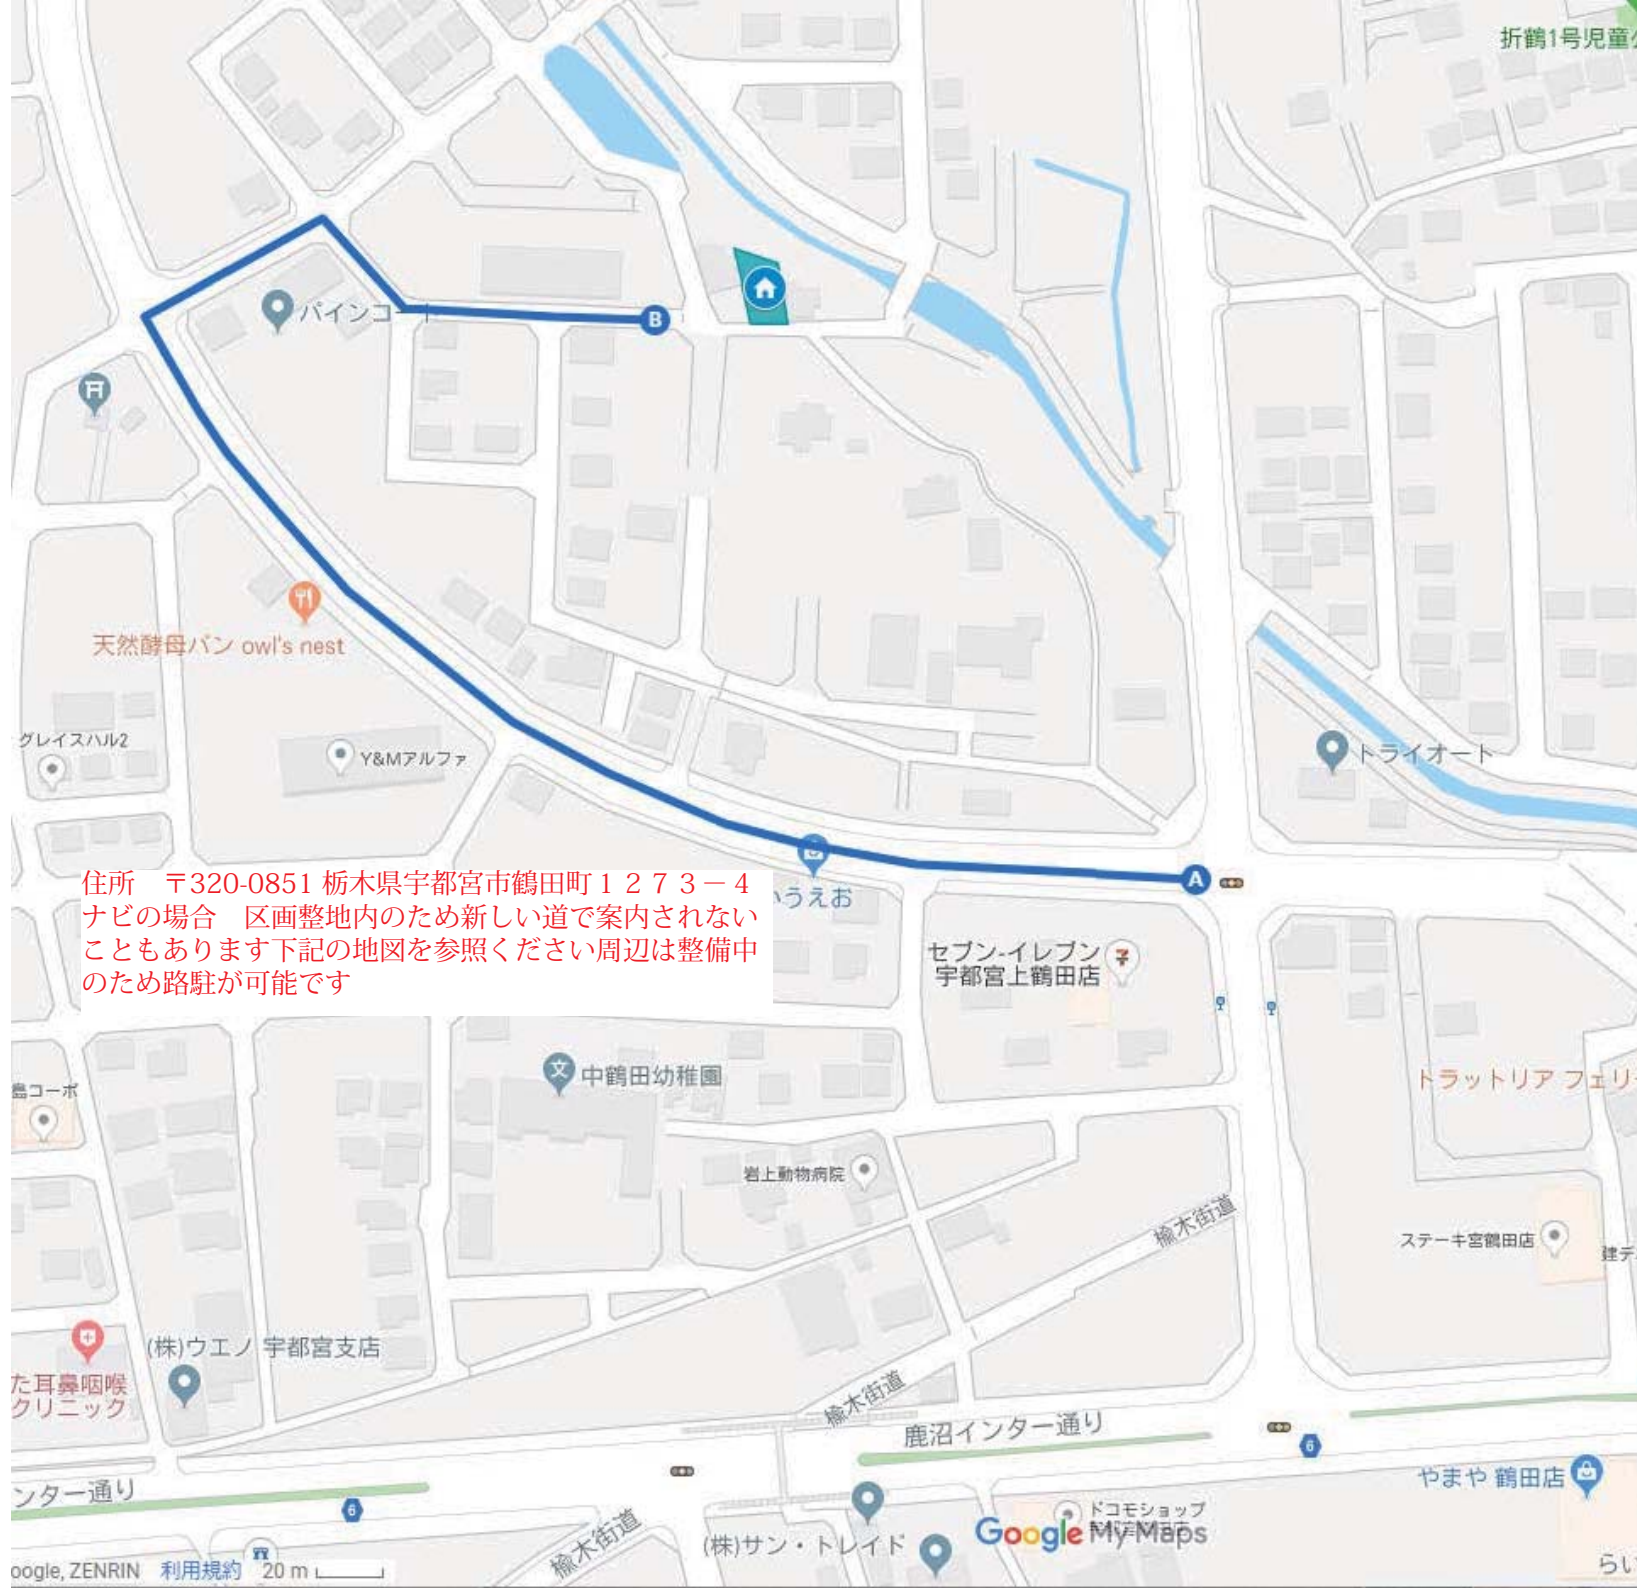 折鶴1号児童
パインコート
B
天然酵母パン owl's nest
グレイスハル2
Y&Mアルファ
トライオート
住所　〒320-0851 栃木県宇都宮市鶴田町１２７３－４
ナビの場合　区画整地内のため新しい道で案内されない
こともあります下記の地図を参照ください周辺は整備中
のため路駐が可能です
うえお
A
セブン-イレブン
宇都宮上鶴田店
文
中鶴田幼稚園
島コーポ
トラットリア フェリ
岩上動物病院
楡木街道
ステーキ宮鶴田店
建デ
(株)ウエノ 宇都宮支店
た耳鼻咽喉
クリニック
楡木街道
鹿沼インター通り
6
やまや 鶴田店
ンター通り
6
楡木街道
(株)サン・トレイド
ドコモショップ
Google My Maps
oogle, ZENRIN 利用規約 20 m
らい